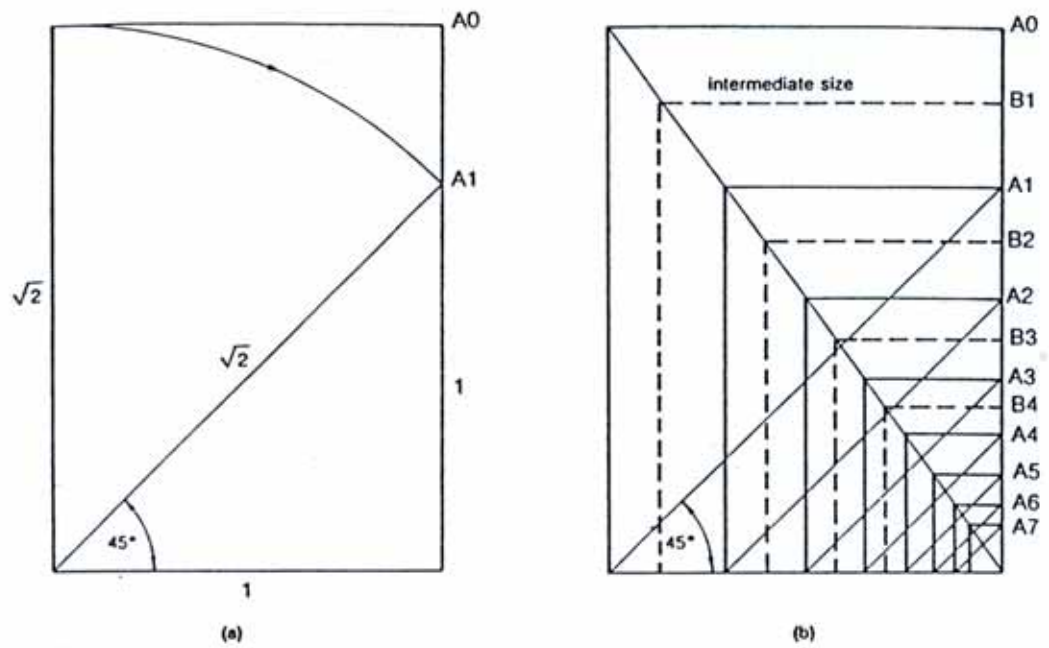 A0
A1
√2
√2
1
45°
1
(a)
A0
intermediate size
B1
A1
B2
A2
B3
A3
B4
A4
A5
A6
A7
45°
(b)